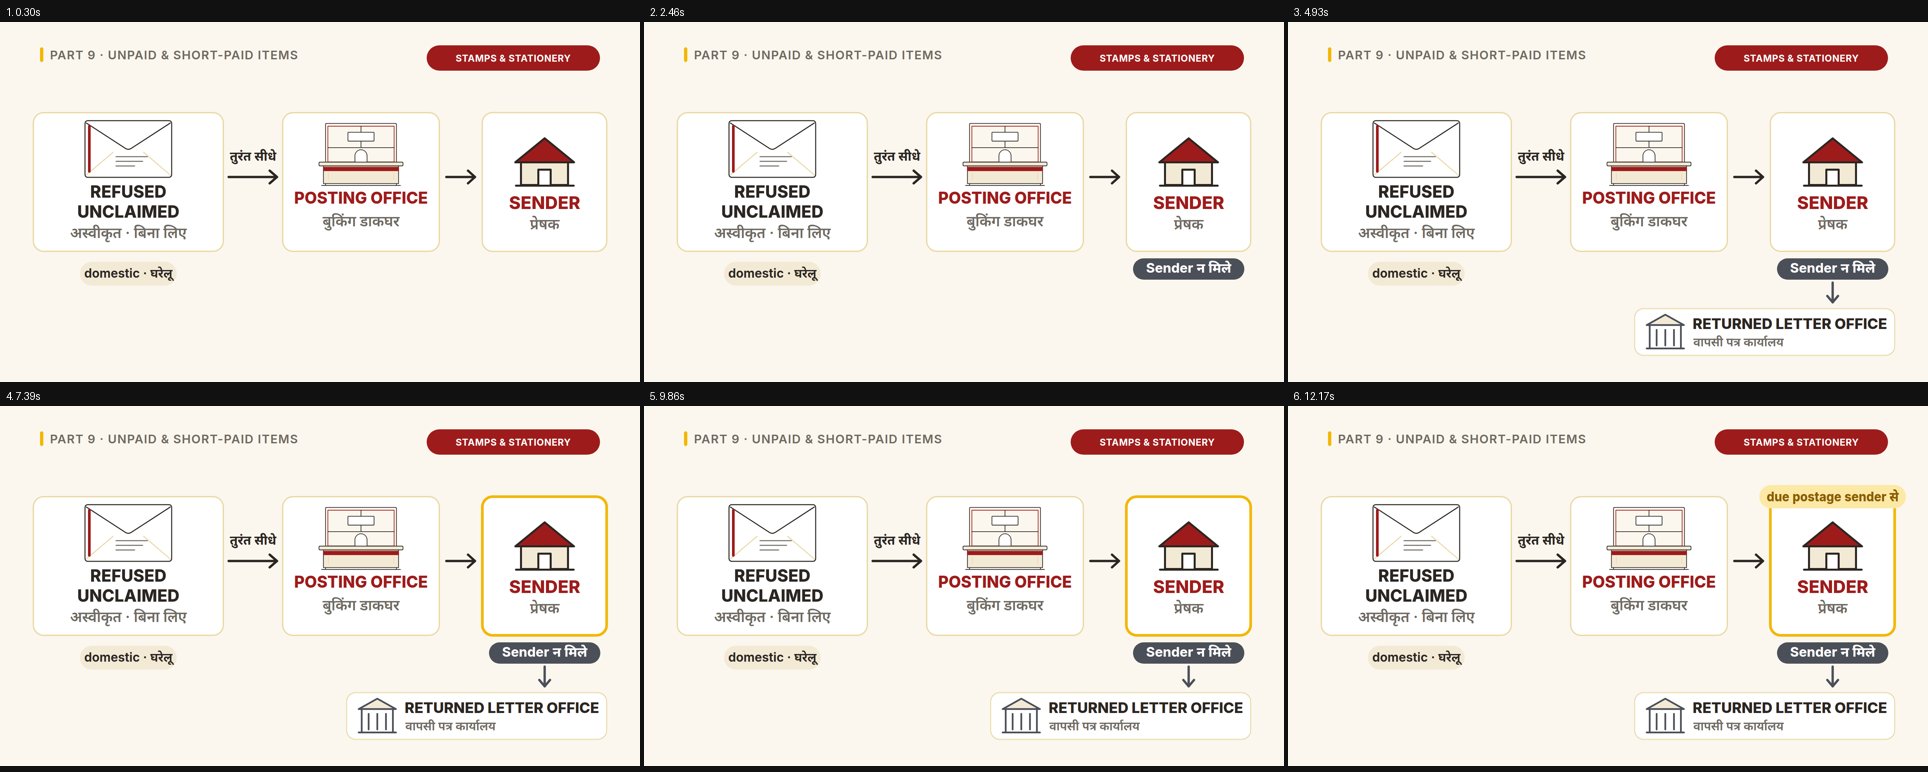 1. 0.30s
PART 9 · UNPAID & SHORT-PAID ITEMS
STAMPS & STATIONERY
REFUSED
UNCLAIMED
अस्वीकृत · बिना लिए
domestic · घरेलू
तुरंत सीधे
POSTING OFFICE
बुकिंग डाकघर
SENDER
प्रेषक
2. 2.46s
PART 9 · UNPAID & SHORT-PAID ITEMS
STAMPS & STATIONERY
REFUSED
UNCLAIMED
अस्वीकृत · बिना लिए
domestic · घरेलू
तुरंत सीधे
POSTING OFFICE
बुकिंग डाकघर
SENDER
प्रेषक
Sender न मिले
3. 4.93s
PART 9 · UNPAID & SHORT-PAID ITEMS
STAMPS & STATIONERY
REFUSED
UNCLAIMED
अस्वीकृत · बिना लिए
domestic · घरेलू
तुरंत सीधे
POSTING OFFICE
बुकिंग डाकघर
SENDER
प्रेषक
Sender न मिले
RETURNED LETTER OFFICE
वापसी पत्र कार्यालय
4. 7.39s
PART 9 · UNPAID & SHORT-PAID ITEMS
STAMPS & STATIONERY
REFUSED
UNCLAIMED
अस्वीकृत · बिना लिए
domestic · घरेलू
तुरंत सीधे
POSTING OFFICE
बुकिंग डाकघर
SENDER
प्रेषक
Sender न मिले
RETURNED LETTER OFFICE
वापसी पत्र कार्यालय
5. 9.86s
PART 9 · UNPAID & SHORT-PAID ITEMS
STAMPS & STATIONERY
REFUSED
UNCLAIMED
अस्वीकृत · बिना लिए
domestic · घरेलू
तुरंत सीधे
POSTING OFFICE
बुकिंग डाकघर
SENDER
प्रेषक
Sender न मिले
RETURNED LETTER OFFICE
वापसी पत्र कार्यालय
6. 12.17s
PART 9 · UNPAID & SHORT-PAID ITEMS
STAMPS & STATIONERY
REFUSED
UNCLAIMED
अस्वीकृत · बिना लिए
domestic · घरेलू
तुरंत सीधे
POSTING OFFICE
बुकिंग डाकघर
due postage sender से
SENDER
प्रेषक
Sender न मिले
RETURNED LETTER OFFICE
वापसी पत्र कार्यालय